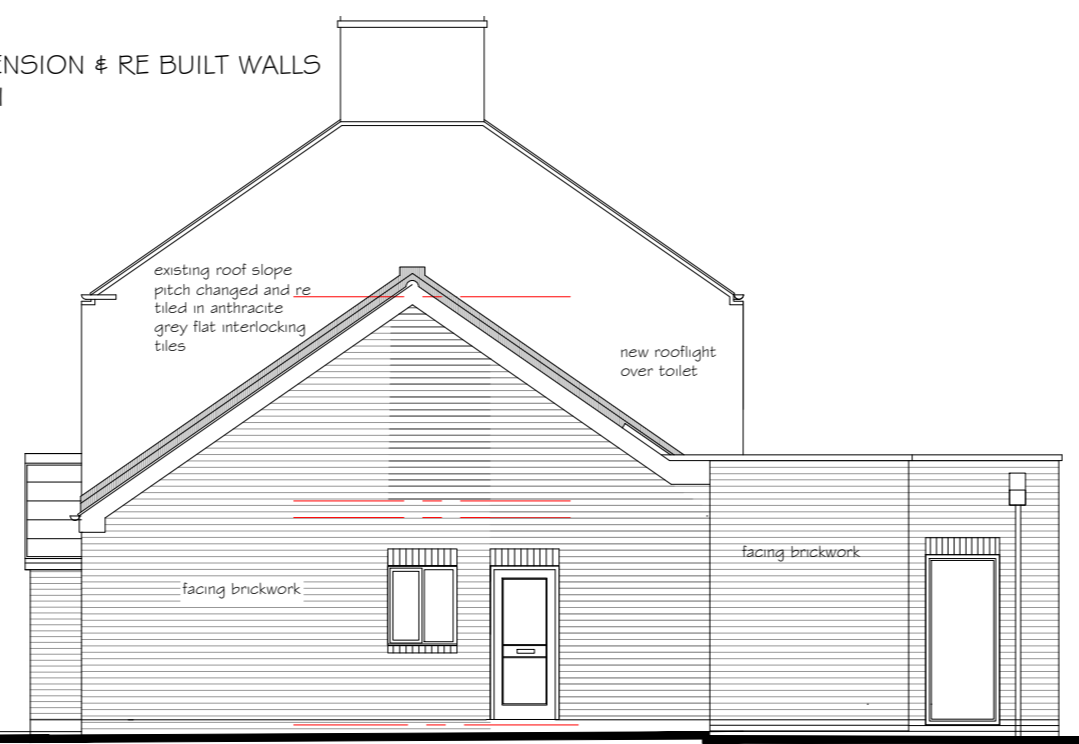 & RE BUILT WALLS
existing roof slope
pitch changed and re
tiled in anthracite
grey flat interlocking
tiles
new rooflight
over toilet
facing brickwork
facing brickwork